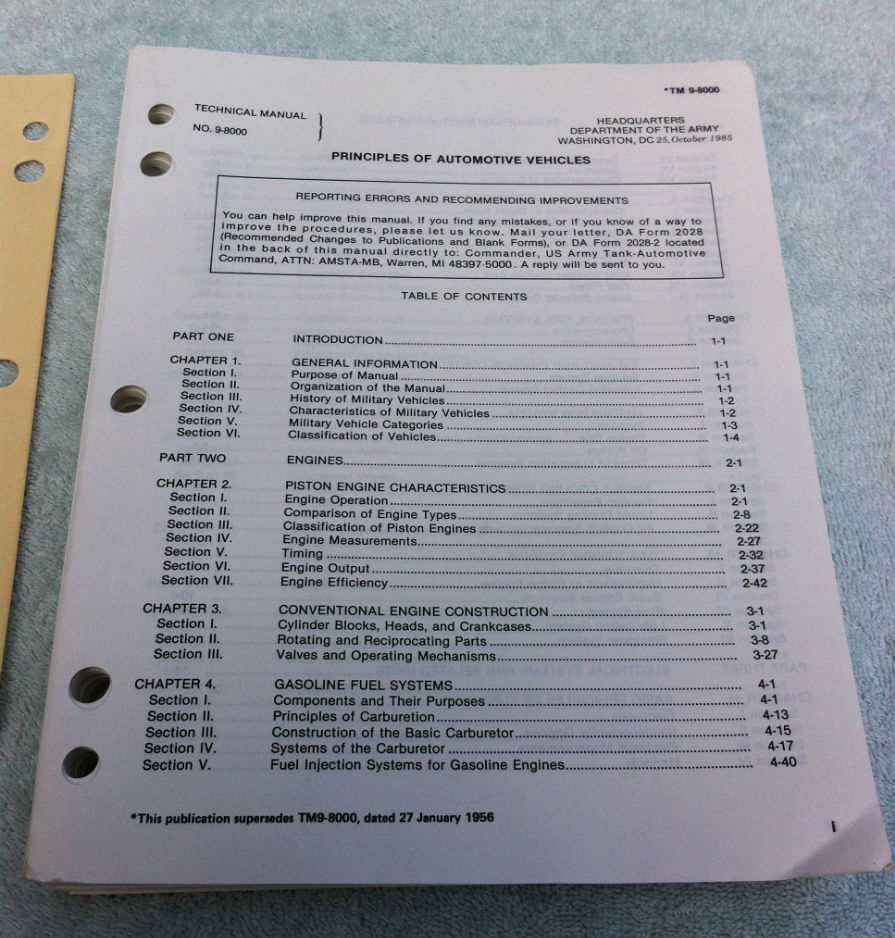 *TM 9-8000
TECHNICAL MANUAL
NO. 9-8000
HEADQUARTERS
DEPARTMENT OF THE ARMY
WASHINGTON, DC 25, October 1985
PRINCIPLES OF AUTOMOTIVE VEHICLES
REPORTING ERRORS AND RECOMMENDING IMPROVEMENTS
You can help improve this manual. If you find any mistakes, or if you know of a way to
improve the procedures, please let us know. Mail your letter, DA Form 2028
(Recommended Changes to Publications and Blank Forms), or DA Form 2028-2 located
in the back of this manual directly to: Commander, US Army Tank-Automotive
Command, ATTN: AMSTA-MB, Warren, MI 48397-5000. A reply will be sent to you.
TABLE OF CONTENTS
Page
PART ONE INTRODUCTION 1-1
CHAPTER 1. GENERAL INFORMATION 1-1
Section I. Purpose of Manual 1-1
Section II. Organization of the Manual 1-1
Section III. History of Military Vehicles 1-2
Section IV. Characteristics of Military Vehicles 1-2
Section V. Military Vehicle Categories 1-3
Section VI. Classification of Vehicles 1-4
PART TWO ENGINES 2-1
CHAPTER 2. PISTON ENGINE CHARACTERISTICS 2-1
Section I. Engine Operation 2-1
Section II. Comparison of Engine Types 2-8
Section III. Classification of Piston Engines 2-22
Section IV. Engine Measurements 2-27
Section V. Timing 2-32
Section VI. Engine Output 2-37
Section VII. Engine Efficiency 2-42
CHAPTER 3. CONVENTIONAL ENGINE CONSTRUCTION 3-1
Section I. Cylinder Blocks, Heads, and Crankcases 3-1
Section II. Rotating and Reciprocating Parts 3-8
Section III. Valves and Operating Mechanisms 3-27
CHAPTER 4. GASOLINE FUEL SYSTEMS 4-1
Section I. Components and Their Purposes 4-1
Section II. Principles of Carburetion 4-13
Section III. Construction of the Basic Carburetor 4-15
Section IV. Systems of the Carburetor 4-17
Section V. Fuel Injection Systems for Gasoline Engines 4-40
*This publication supersedes TM9-8000, dated 27 January 1956
i